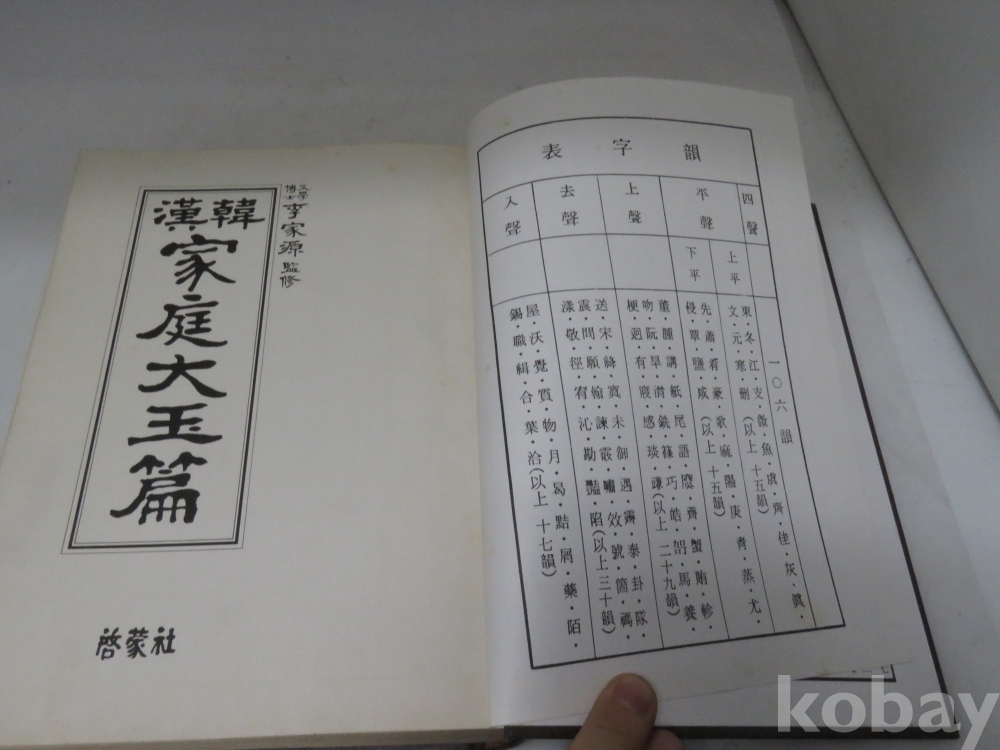 文學
博士 李家源 監修
韓
漢 家庭大玉篇
啓蒙社
韻字表
四聲
平聲
上聲
去聲
入聲
上平
下平
一〇六韻
東・冬・江・支・微・魚・虞・齊・佳・灰・眞・
文・元・寒・刪(以上 十五韻)
先・蕭・肴・豪・歌・麻・陽・庚・靑・蒸・尤・
侵・覃・鹽・咸(以上 十五韻)
董・腫・講・紙・尾・語・麌・薺・蟹・賄・軫・
吻・阮・旱・潸・銑・篠・巧・皓・哿・馬・養・
梗・迥・有・寢・感・琰・豏(以上 二十九韻)
送・宋・絳・寘・未・御・遇・霽・泰・卦・隊・
震・問・願・翰・諫・霰・嘯・效・號・箇・禡・
漾・敬・徑・宥・沁・勘・豔・陷(以上三十韻)
屋・沃・覺・質・物・月・曷・黠・屑・藥・陌・
錫・職・緝・合・葉・洽(以上 十七韻)
kobay